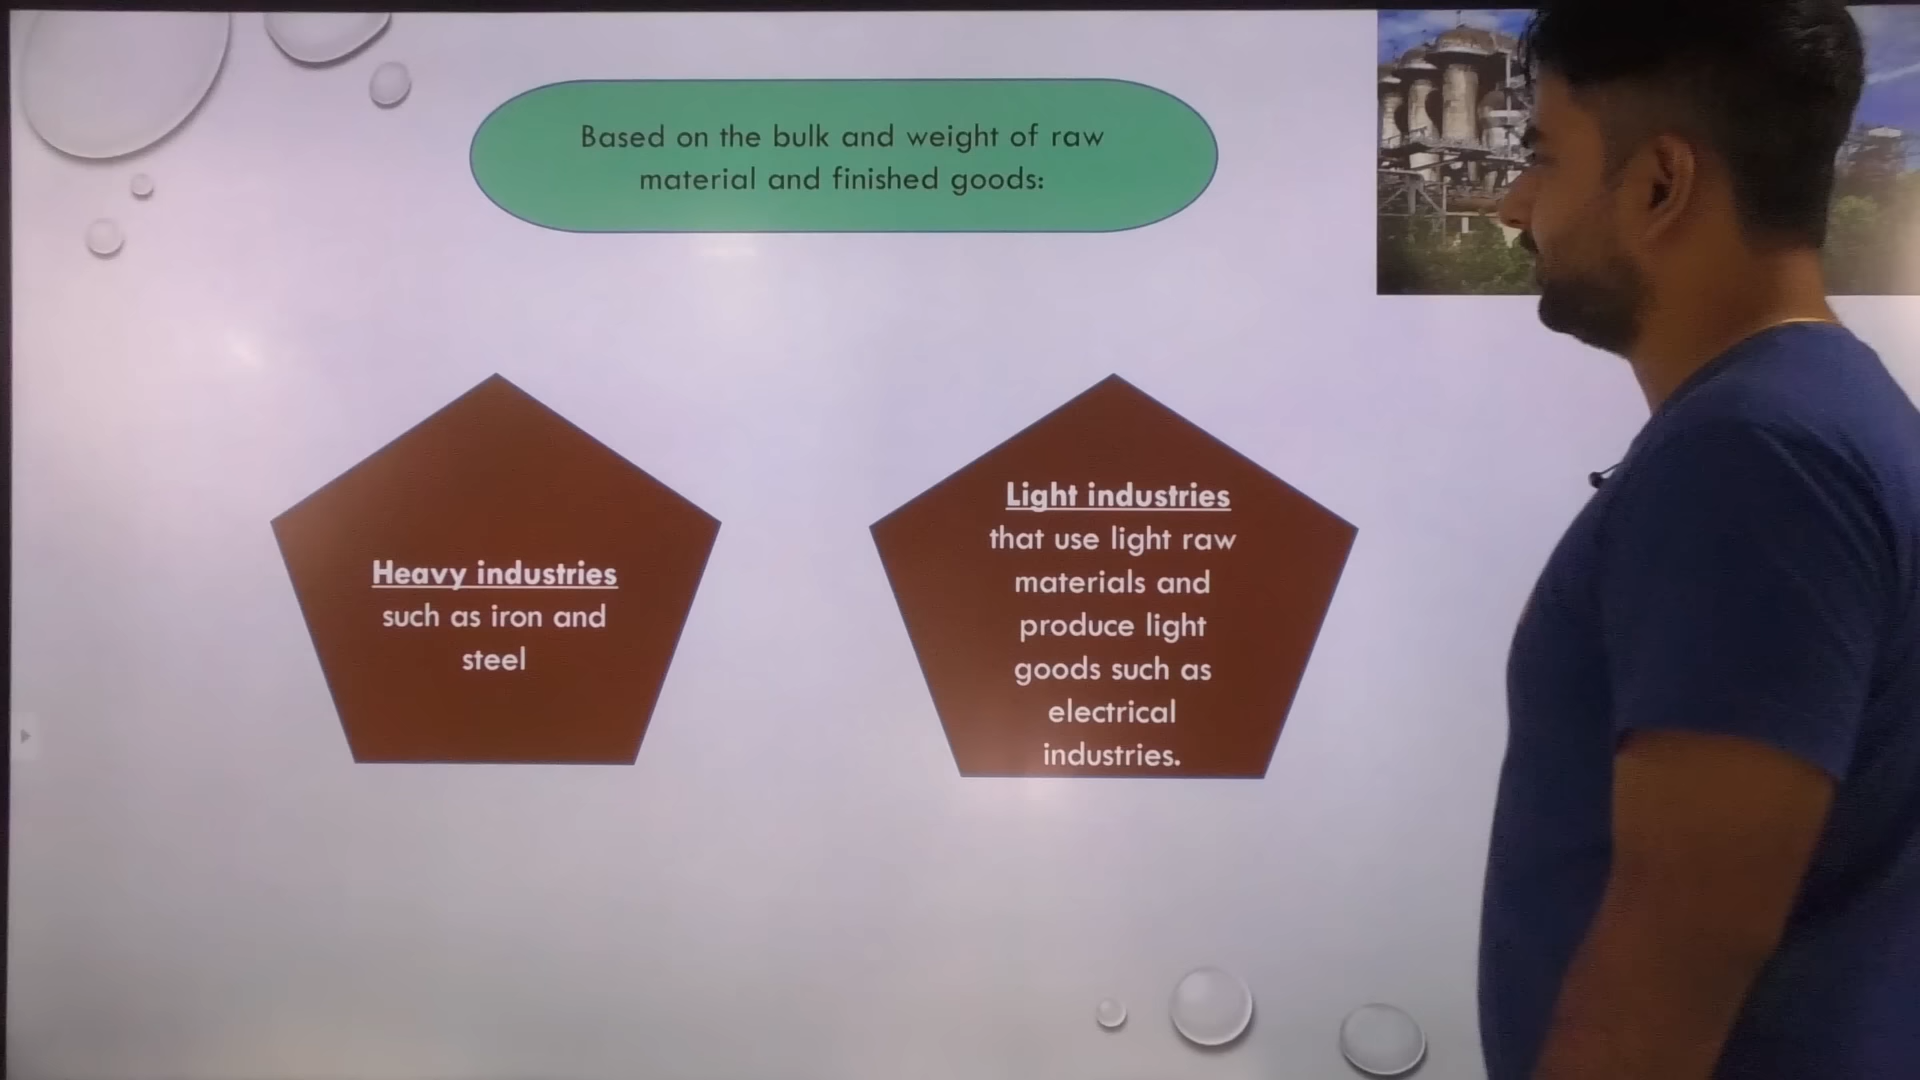 Based on the bulk and weight of raw
material and finished goods:
Heavy industries
such as iron and
steel
Light industries
that use light raw
materials and
produce light
goods such as
electrical
industries.